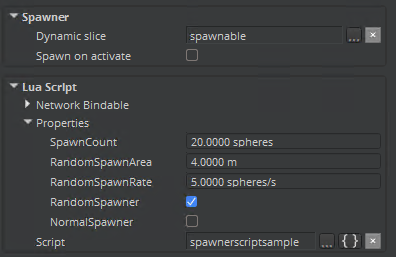 Spawner
Dynamic slice spawnable ...
Spawn on activate
Lua Script
Network Bindable
Properties
SpawnCount 20.0000 spheres
RandomSpawnArea 4.0000 m
RandomSpawnRate 5.0000 spheres/s
RandomSpawner
NormalSpawner
Script spawnerscriptsample ... { }